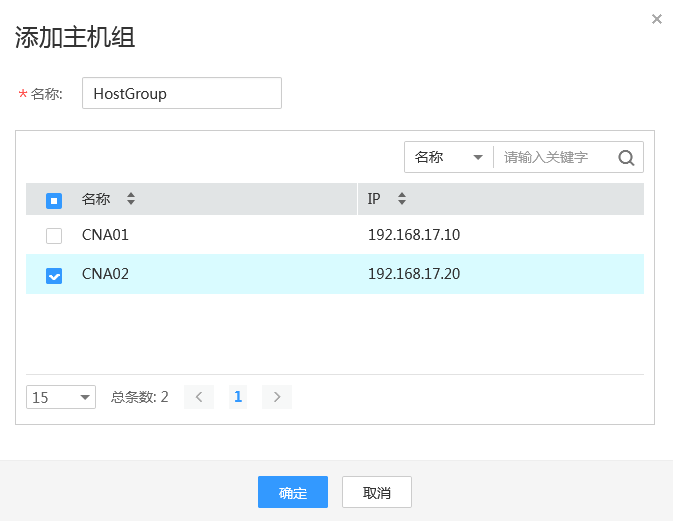 添加主机组
* 名称: HostGroup
名称 请输入关键字
名称 IP
CNA01 192.168.17.10
CNA02 192.168.17.20
15 总条数: 2 1
确定 取消